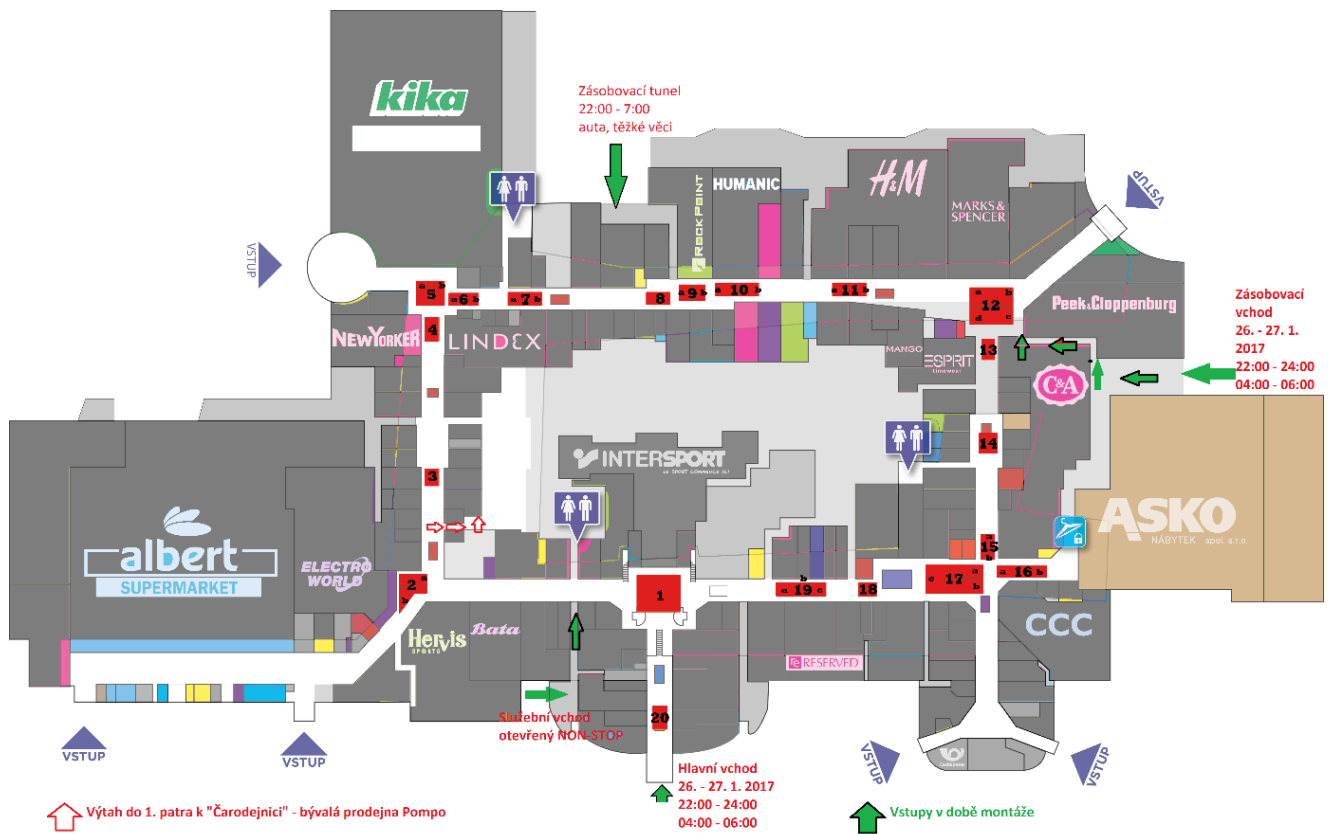 kika
Zásobovací tunel
22:00 - 7:00
auta, těžké věci
ROCKPOINT
HUMANIC
H&M
MARKS &
SPENCER
VSTUP
VSTUP
a b
5
a 6 b
a 7 b
8
a 9 b
a 10 b
a 11 b
a b
12
d c
Peek&Cloppenburg
Zásobovací
vchod
26. - 27. 1.
2017
22:00 - 24:00
04:00 - 06:00
4
NEWYORKER
LINDEX
MANGO
ESPRIT
13
C&A
INTERSPORT
14
3
albert
SUPERMARKET
ELECTRO
WORLD
ASKO
NÁBYTEK spol. s.r.o.
a
15
b
2 a
b
1
b
a 19 c
18
c 17 a
b
a 16 b
Hervis
SPORTS
Bata
CCC
re RESERVED
Služební vchod
otevřený NON-STOP
20
VSTUP
VSTUP
VSTUP
VSTUP
Hlavní vchod
26. - 27. 1. 2017
22:00 - 24:00
04:00 - 06:00
Výtah do 1. patra k "Čarodejnici" - bývalá prodejna Pompo
Vstupy v době montáže